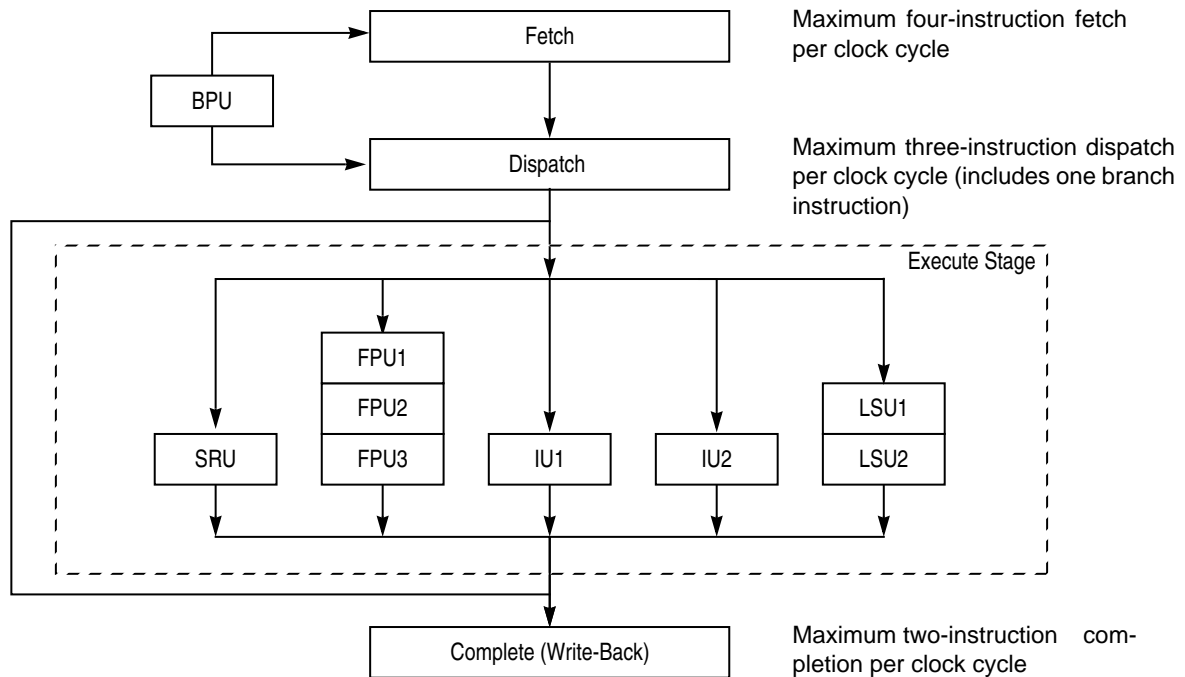 Fetch
Maximum four-instruction fetch
per clock cycle
BPU
Dispatch
Maximum three-instruction dispatch
per clock cycle (includes one branch
instruction)
Execute Stage
FPU1
FPU2
LSU1
SRU
FPU3
IU1
IU2
LSU2
Complete (Write-Back)
Maximum two-instruction com-
pletion per clock cycle